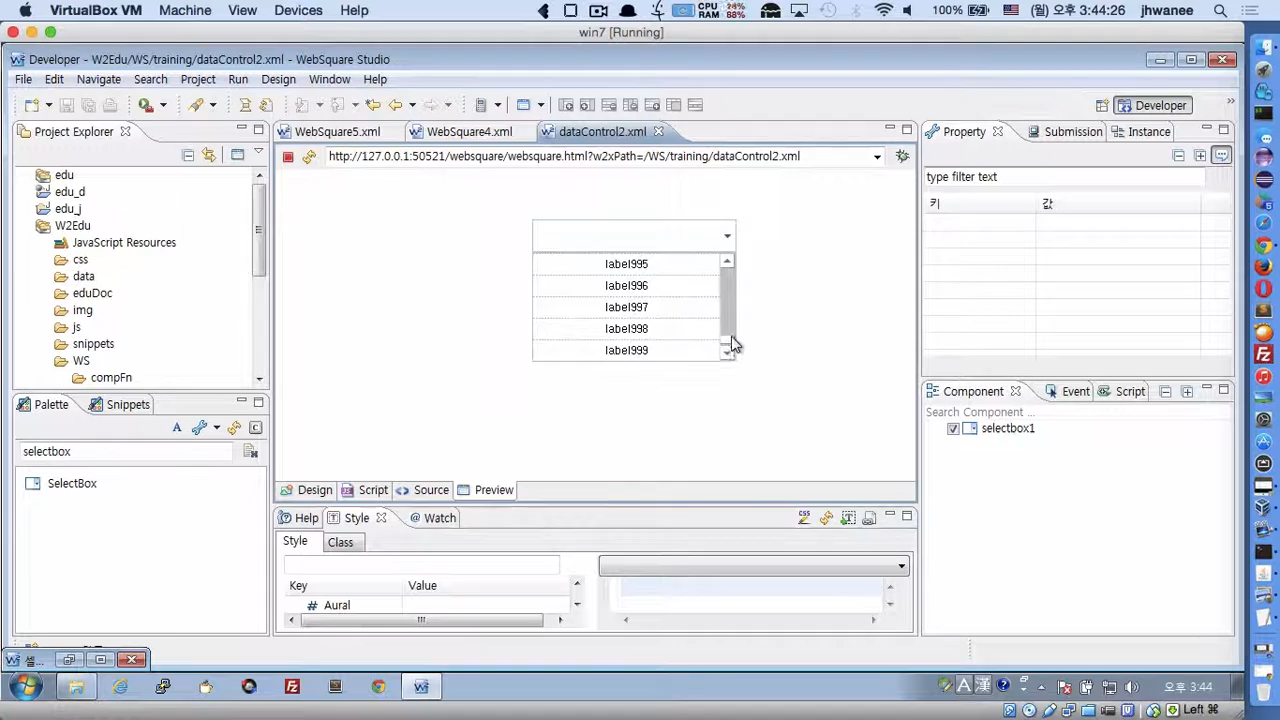 VirtualBox VM Machine View Devices Help
CPU 24%
RAM 68%
100% (월) 오후 3:44:26 jhwanee
win7 [Running]
Developer - W2Edu/WS/training/dataControl2.xml - WebSquare Studio
File Edit Navigate Search Project Run Design Window Help
Developer
Project Explorer
WebSquare5.xml WebSquare4.xml dataControl2.xml
Property Submission Instance
http://127.0.0.1:50521/websquare/websquare.html?w2xPath=/WS/training/dataControl2.xml
type filter text
키 값
edu
edu_d
edu_j
W2Edu
JavaScript Resources
css
data
eduDoc
img
js
snippets
WS
compFn
label995
label996
label997
label998
label999
Component Event Script
Search Component ...
selectbox1
Palette Snippets
selectbox
SelectBox
Design Script Source Preview
Help Style Watch
Style Class
Key Value
# Aural
오후 3:44
Left ⌘